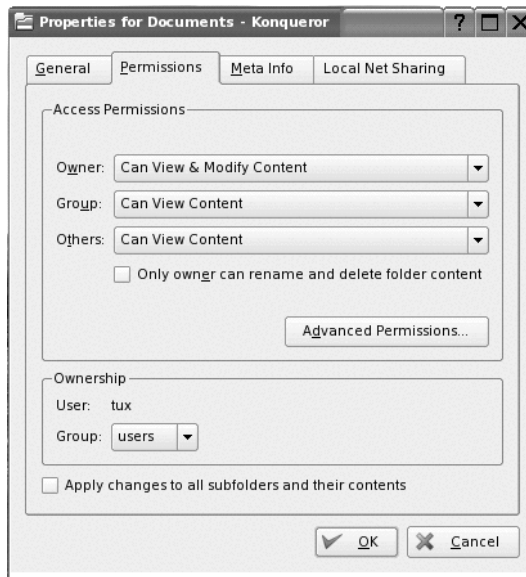 Properties for Documents - Konqueror ?
General Permissions Meta Info Local Net Sharing
Access Permissions
Owner: Can View & Modify Content
Group: Can View Content
Others: Can View Content
Only owner can rename and delete folder content
Advanced Permissions...
Ownership
User: tux
Group: users
Apply changes to all subfolders and their contents
OK Cancel